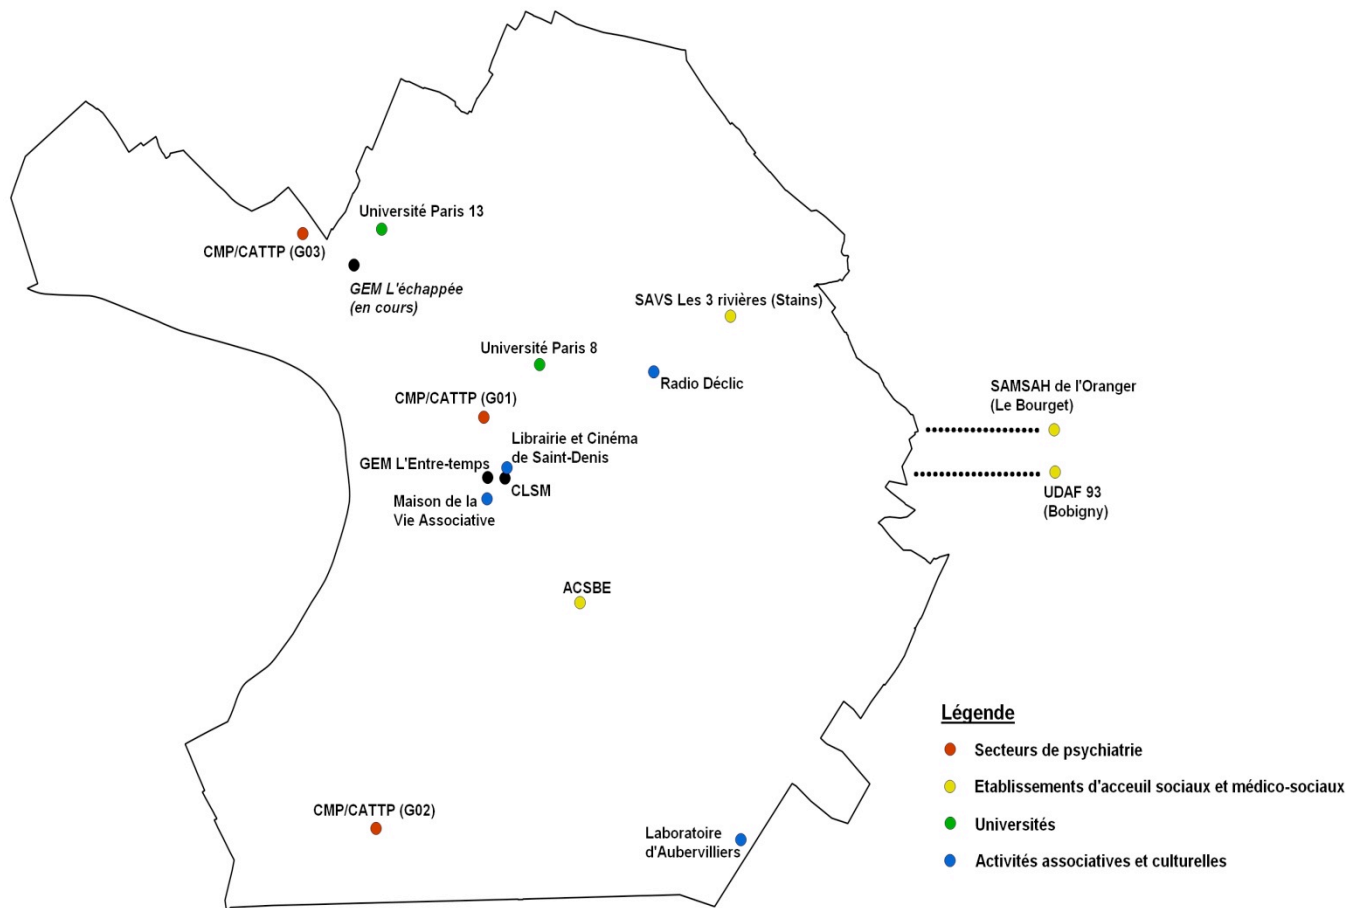 Université Paris 13
CMP/CATTP (G03)
GEM L'échappée
(en cours)
SAVS Les 3 rivières (Stains)
Université Paris 8
Radio Déclic
SAMSAH de l'Oranger
(Le Bourget)
CMP/CATTP (G01)
Librairie et Cinéma
de Saint-Denis
GEM L'Entre-temps
CLSM
Maison de la
Vie Associative
UDAF 93
(Bobigny)
ACSBE
Légende
Secteurs de psychiatrie
Etablissements d'acceuil sociaux et médico-sociaux
Universités
Activités associatives et culturelles
CMP/CATTP (G02)
Laboratoire
d'Aubervilliers